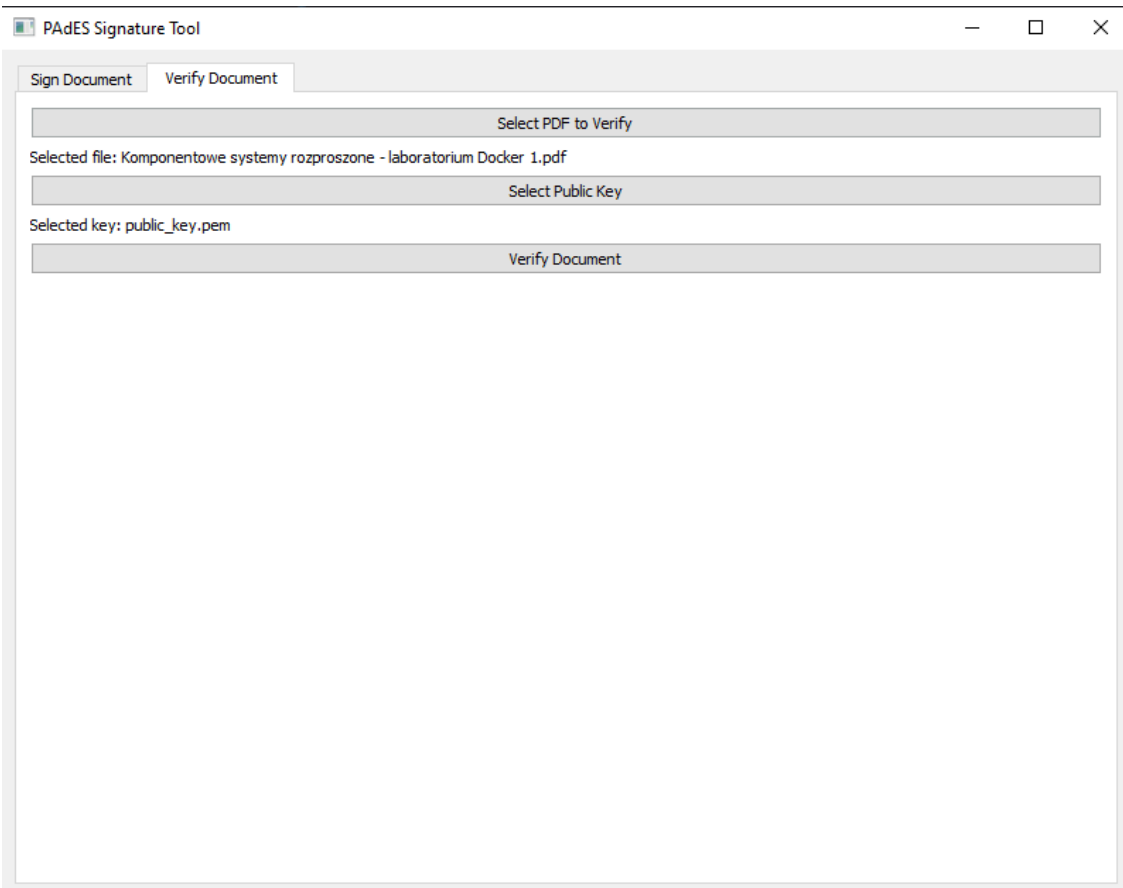 PAdES Signature Tool
Sign Document
Verify Document
Select PDF to Verify
Selected file: Komponentowe systemy rozproszone - laboratorium Docker 1.pdf
Select Public Key
Selected key: public_key.pem
Verify Document